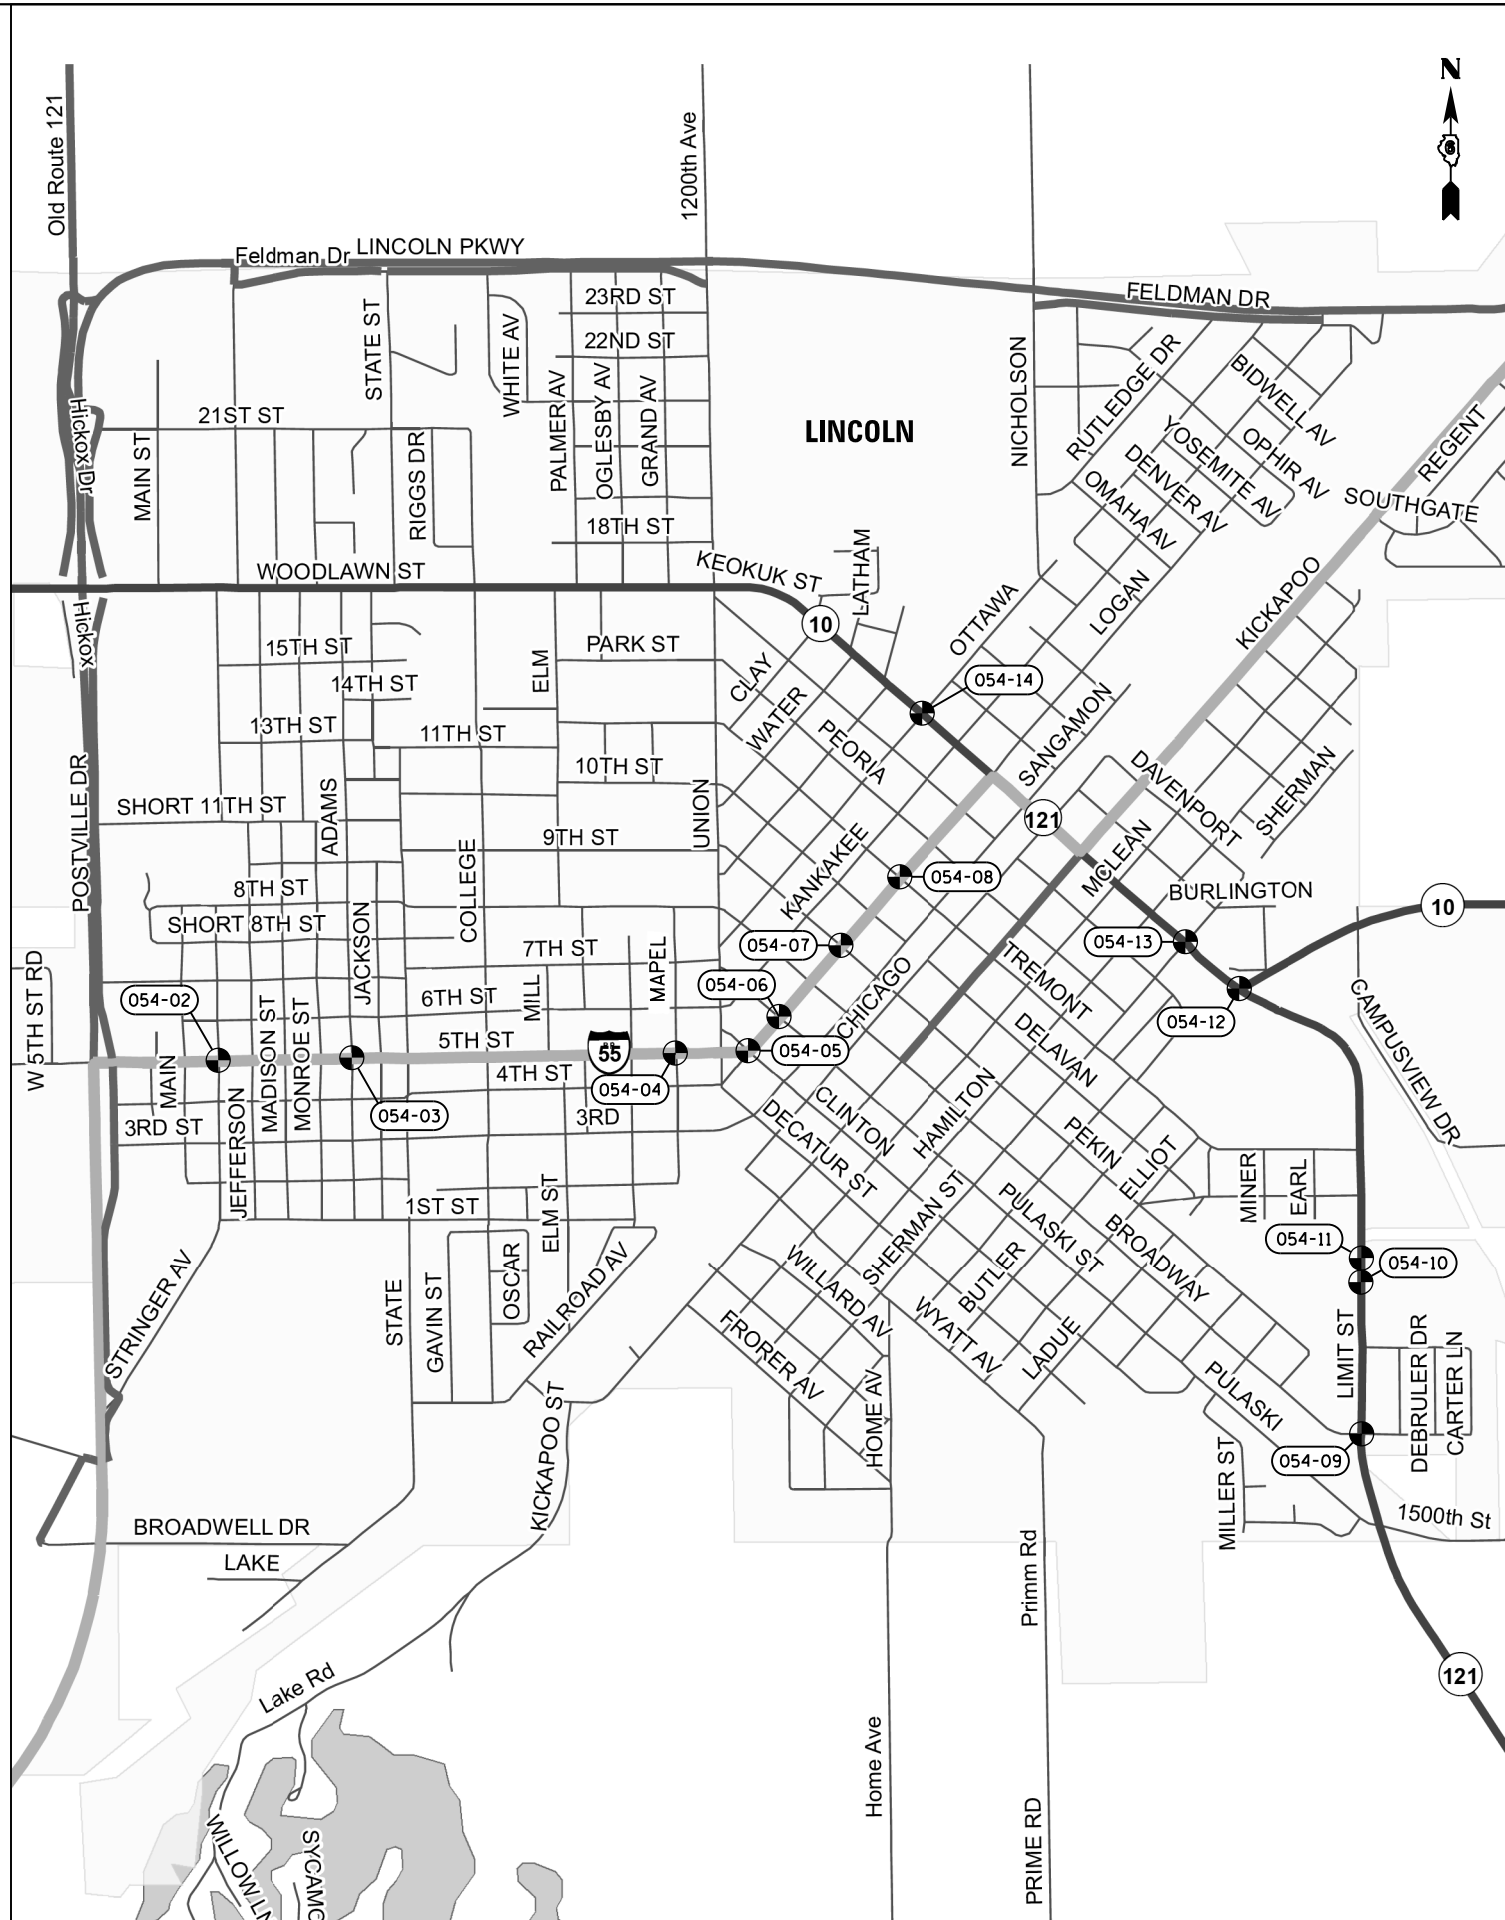 N
6
Old Route 121
1200th Ave
Feldman Dr
LINCOLN PKWY
FELDMAN DR
23RD ST
22ND ST
STATE ST
WHITE AV
PALMER AV
OGLESBY AV
GRAND AV
NICHOLSON
RUTLEDGE DR
BIDWELL AV
OPHIR AV
YOSEMITE AV
DENVER AV
OMAHA AV
REGENT
SOUTHGATE
21ST ST
Hickox Dr
MAIN ST
RIGGS DR
LINCOLN
18TH ST
WOODLAWN ST
KEOKUK ST
LATHAM
10
LOGAN
OTTAWA
KICKAPOO
Hickox
15TH ST
PARK ST
ELM
14TH ST
CLAY
WATER
054-14
13TH ST
11TH ST
PEORIA
SANGAMON
10TH ST
DAVENPORT
SHERMAN
POSTVILLE DR
SHORT 11TH ST
ADAMS
UNION
121
9TH ST
COLLEGE
KANKAKEE
MCLEAN
8TH ST
054-08
BURLINGTON
SHORT 8TH ST
JACKSON
7TH ST
MAPEL
054-07
054-13
10
TREMONT
W 5TH ST RD
054-02
MADISON ST
MONROE ST
6TH ST
MILL
054-06
CHICAGO
054-12
CAMPUSVIEW DR
5TH ST
BR
55
054-05
DELAVAN
MAIN
4TH ST
054-04
3RD ST
JEFFERSON
054-03
3RD
DECATUR ST
CLINTON
HAMILTON
PEKIN
ELLIOT
MINER
EARL
1ST ST
ELM ST
SHERMAN ST
PULASKI ST
BROADWAY
054-11
054-10
STRINGER AV
STATE
GAVIN ST
OSCAR
RAILROAD AV
WILLARD AV
BUTLER
WYATT AV
LADUE
FRORER AV
HOME AV
LIMIT ST
DEBRULER DR
CARTER LN
PULASKI
054-09
KICKAPOO ST
MILLER ST
1500th St
BROADWELL DR
LAKE
Primm Rd
Lake Rd
121
Home Ave
PRIME RD
WILLOW LN
SYCAMO